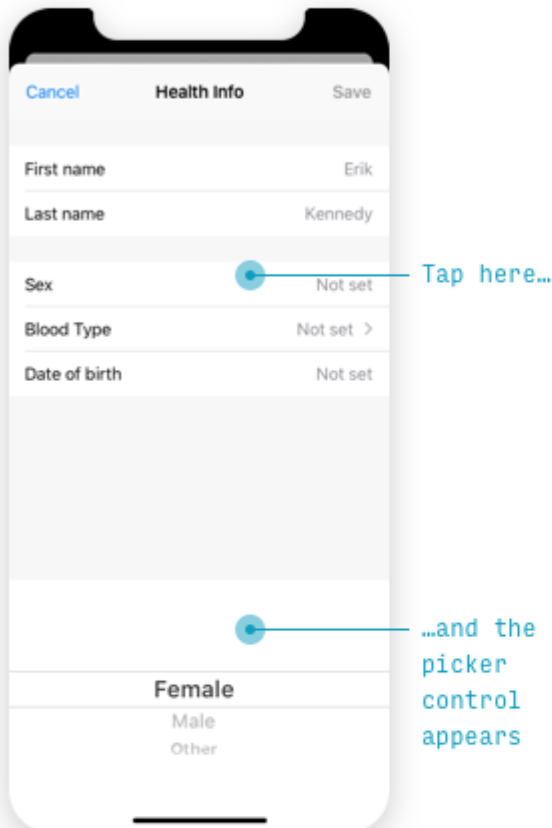 Cancel Health Info Save
First name Erik
Last name Kennedy
Sex Not set
Tap here…
Blood Type Not set >
Date of birth Not set
…and the
picker
control
appears
Female
Male
Other